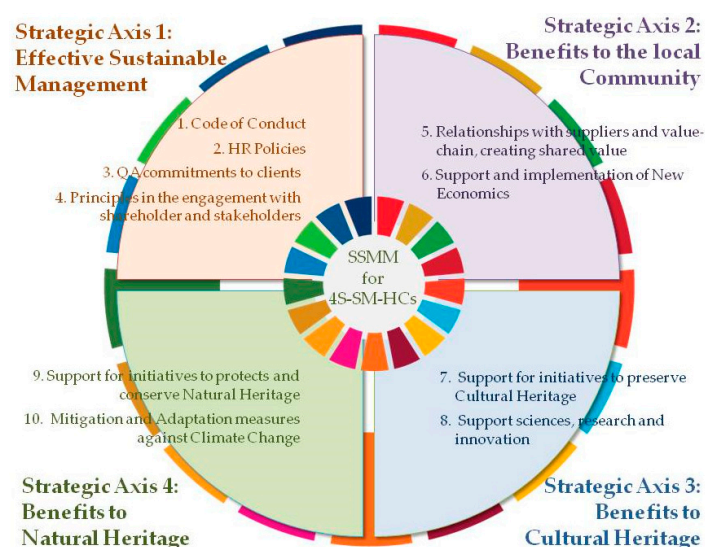 Strategic Axis 1:
Effective Sustainable
Management
1. Code of Conduct
2. HR Policies
3. QA commitments to clients
4. Principles in the engagement with
shareholder and stakeholders
Strategic Axis 2:
Benefits to the local
Community
5. Relationships with suppliers and value-
chain, creating shared value
6. Support and implementation of New
Economics
SSMM
for
4S-SM-HCs
9. Support for initiatives to protects and
conserve Natural Heritage
10. Mitigation and Adaptation measures
against Climate Change
Strategic Axis 4:
Benefits to
Natural Heritage
7. Support for initiatives to preserve
Cultural Heritage
8. Support sciences, research and
innovation
Strategic Axis 3:
Benefits to
Cultural Heritage